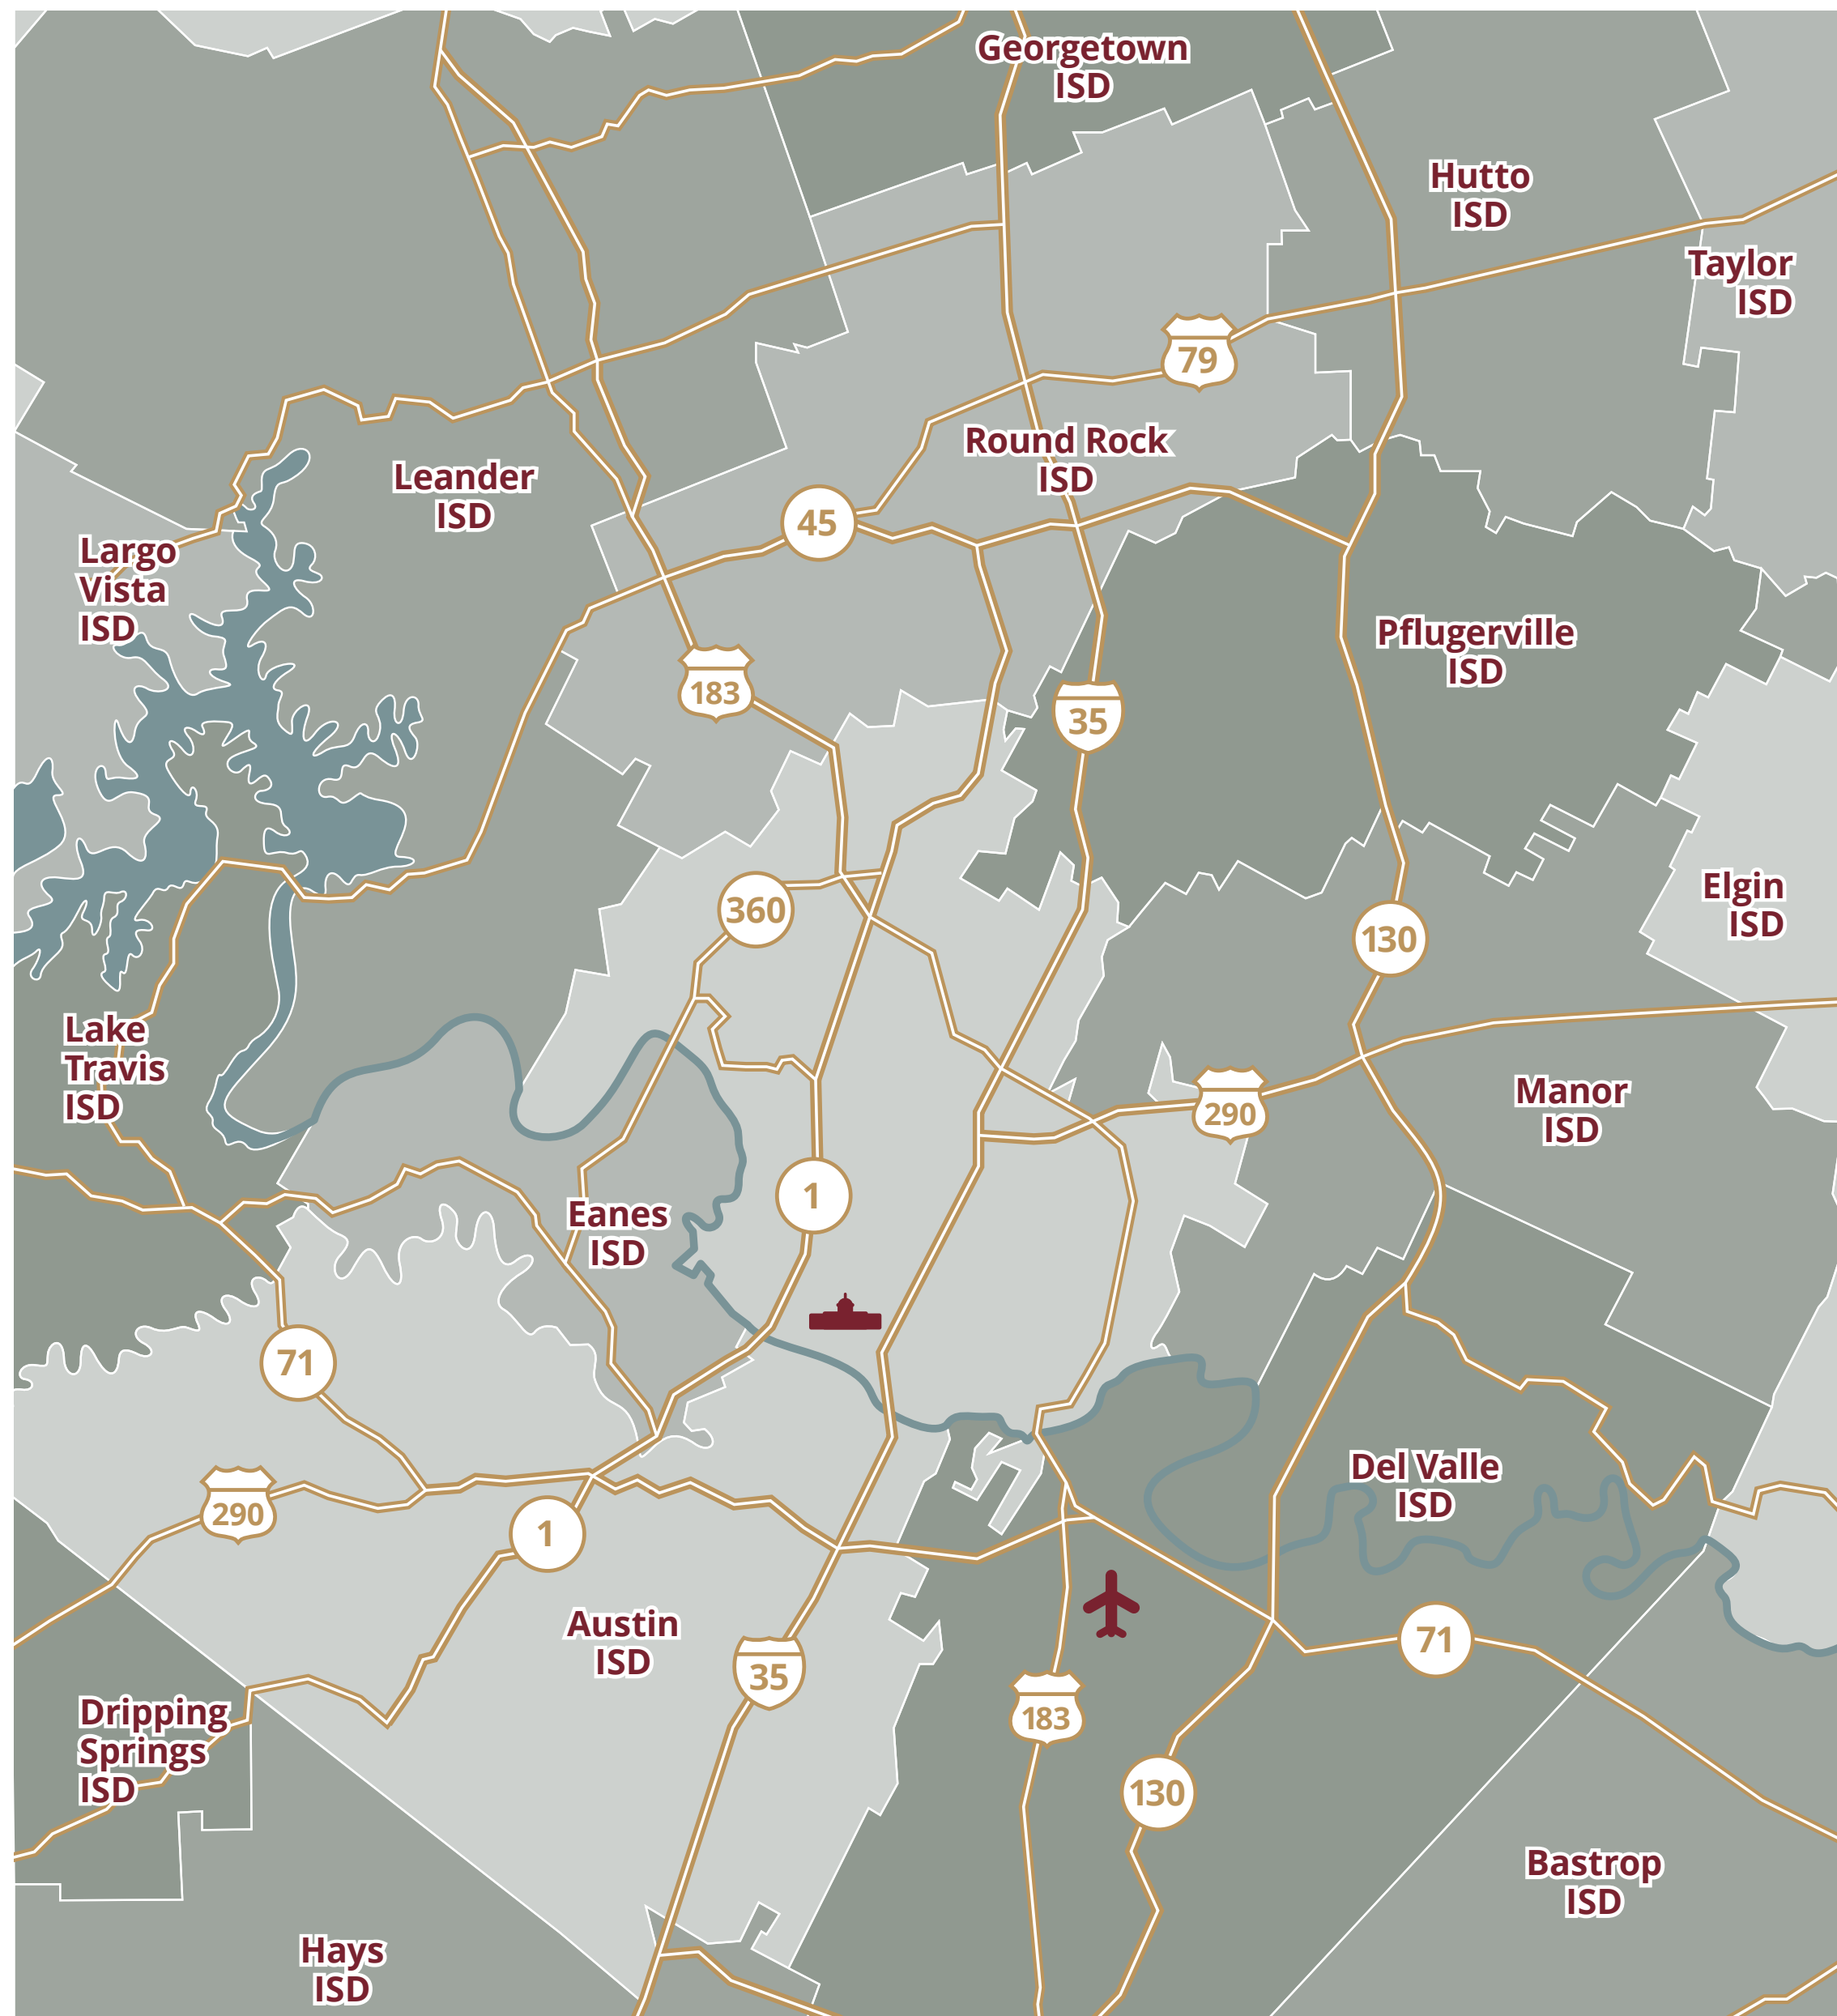 Georgetown
ISD
Hutto
ISD
Taylor
ISD
79
Round Rock
ISD
Leander
ISD
45
Largo
Vista
ISD
Pflugerville
ISD
183
35
Elgin
ISD
360
130
Lake
Travis
ISD
Manor
ISD
290
1
Eanes
ISD
71
Del Valle
ISD
290
1
Austin
ISD
35
71
183
Dripping
Springs
ISD
130
Bastrop
ISD
Hays
ISD